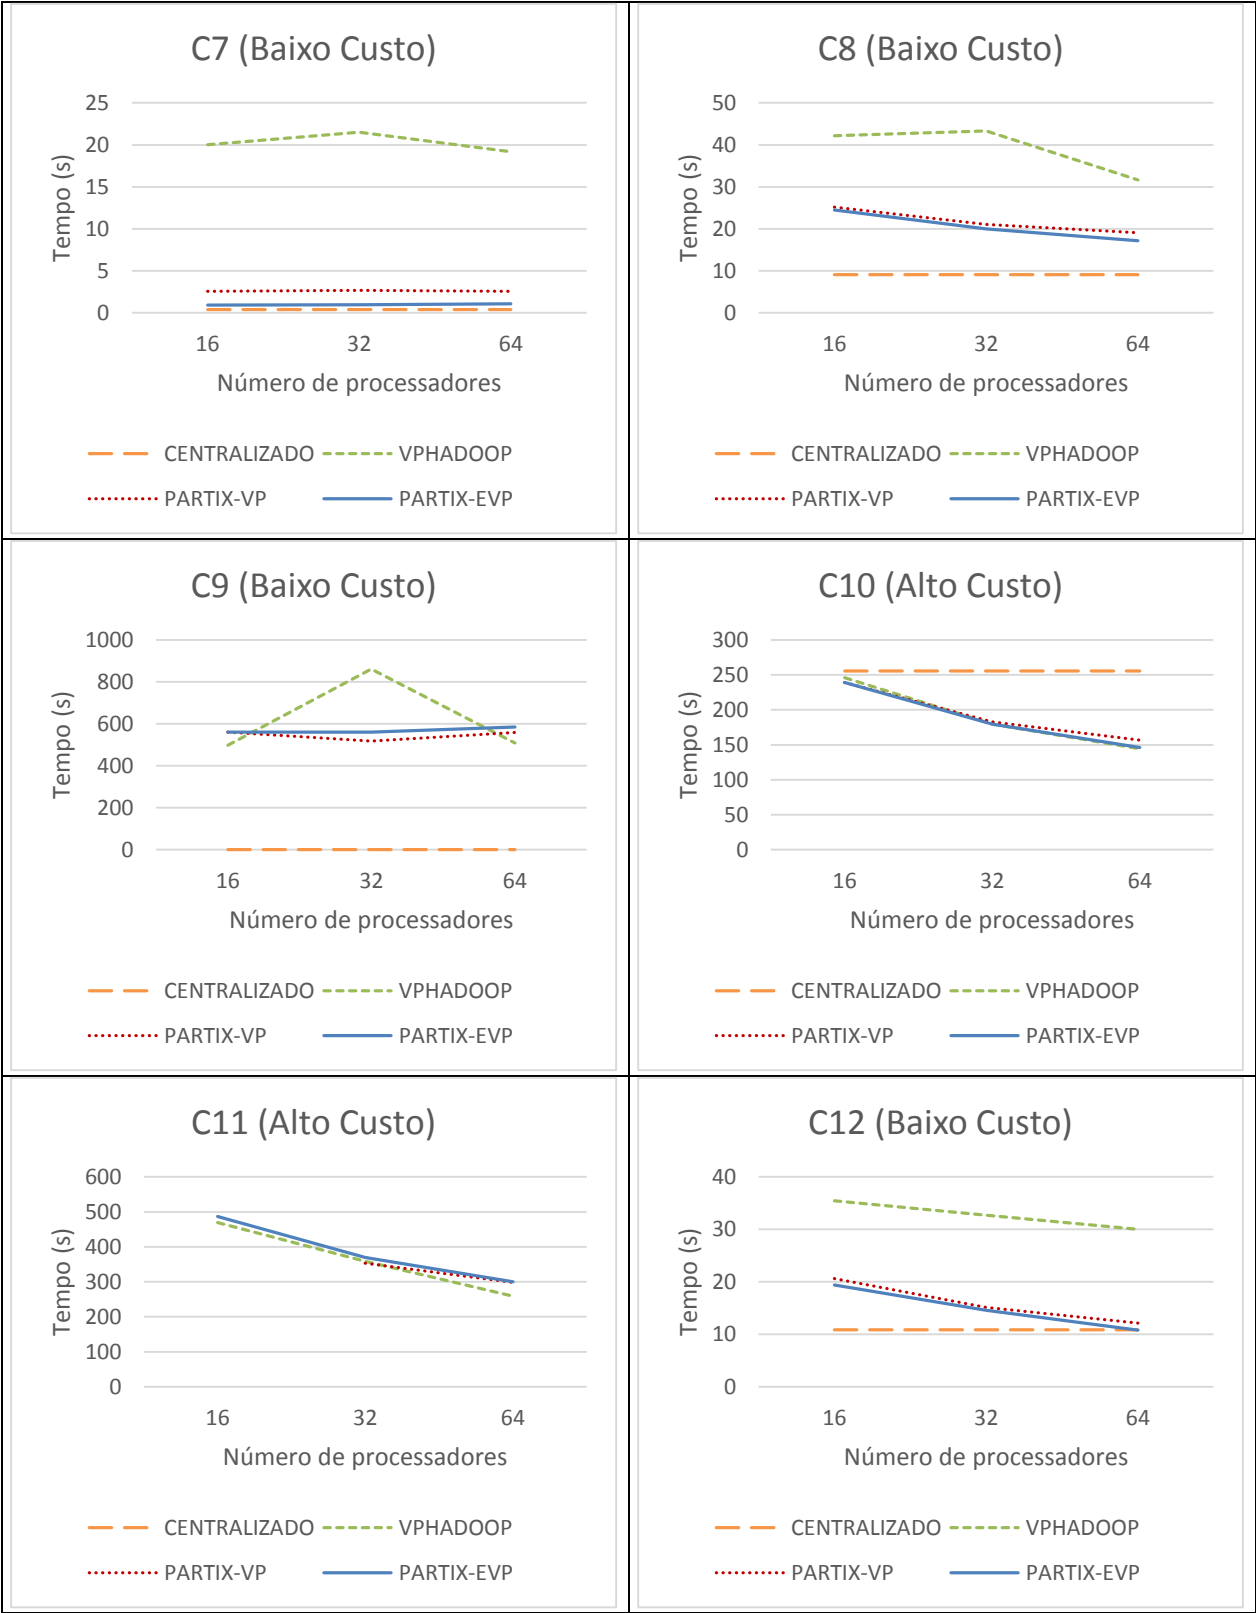 C7 (Baixo Custo)
25
20
15
10
5
0
Tempo (s)
16 32 64
Número de processadores
CENTRALIZADO VPHADOOP
PARTIX-VP PARTIX-EVP
C8 (Baixo Custo)
50
40
30
20
10
0
Tempo (s)
16 32 64
Número de processadores
CENTRALIZADO VPHADOOP
PARTIX-VP PARTIX-EVP
C9 (Baixo Custo)
1000
800
600
400
200
0
Tempo (s)
16 32 64
Número de processadores
CENTRALIZADO VPHADOOP
PARTIX-VP PARTIX-EVP
C10 (Alto Custo)
300
250
200
150
100
50
0
Tempo (s)
16 32 64
Número de processadores
CENTRALIZADO VPHADOOP
PARTIX-VP PARTIX-EVP
C11 (Alto Custo)
600
500
400
300
200
100
0
Tempo (s)
16 32 64
Número de processadores
CENTRALIZADO VPHADOOP
PARTIX-VP PARTIX-EVP
C12 (Baixo Custo)
40
30
20
10
0
Tempo (s)
16 32 64
Número de processadores
CENTRALIZADO VPHADOOP
PARTIX-VP PARTIX-EVP